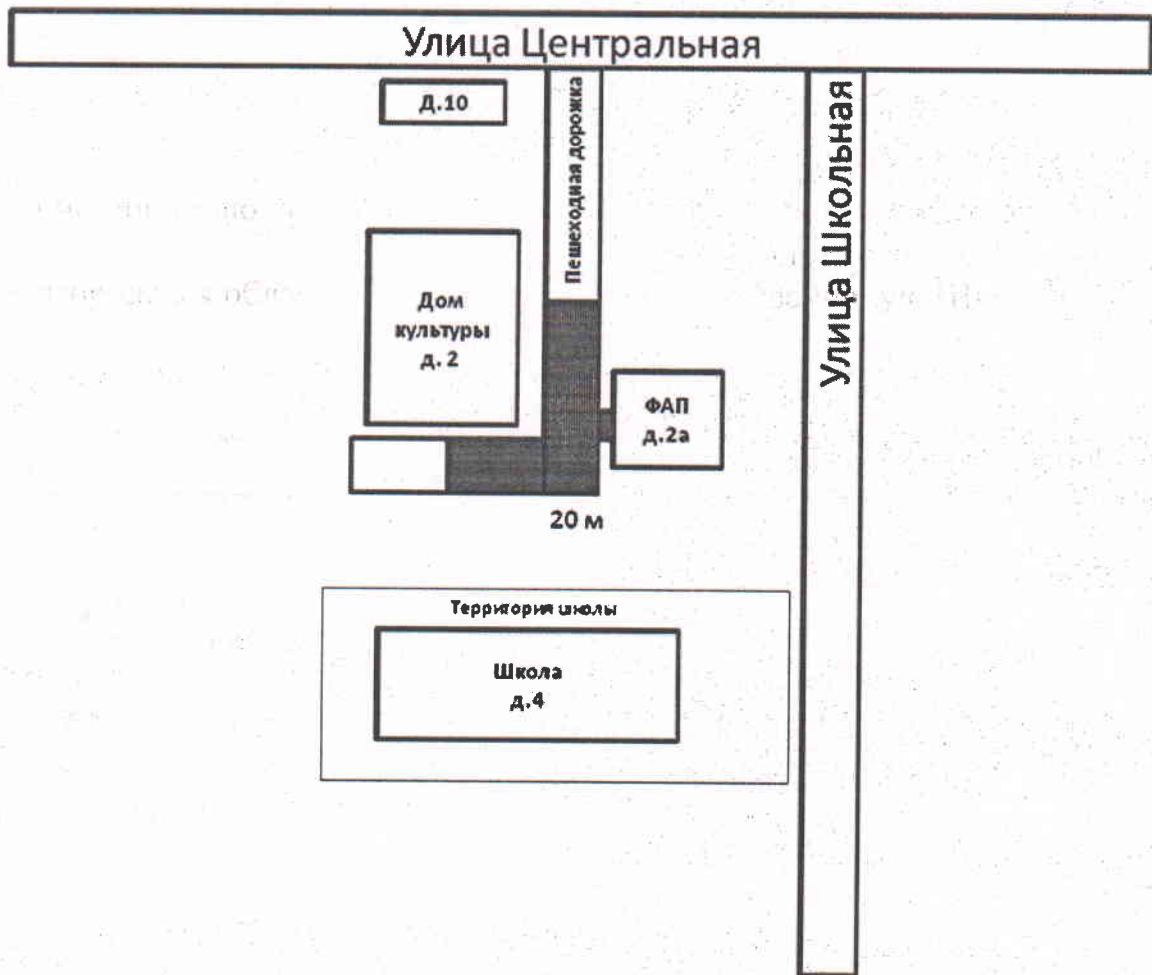 Улица Центральная
Д.10
Пешеходная дорожка
Улица Школьная
Дом
культуры
д. 2
ФАП
д.2а
20 м
Территория школы
Школа
д.4